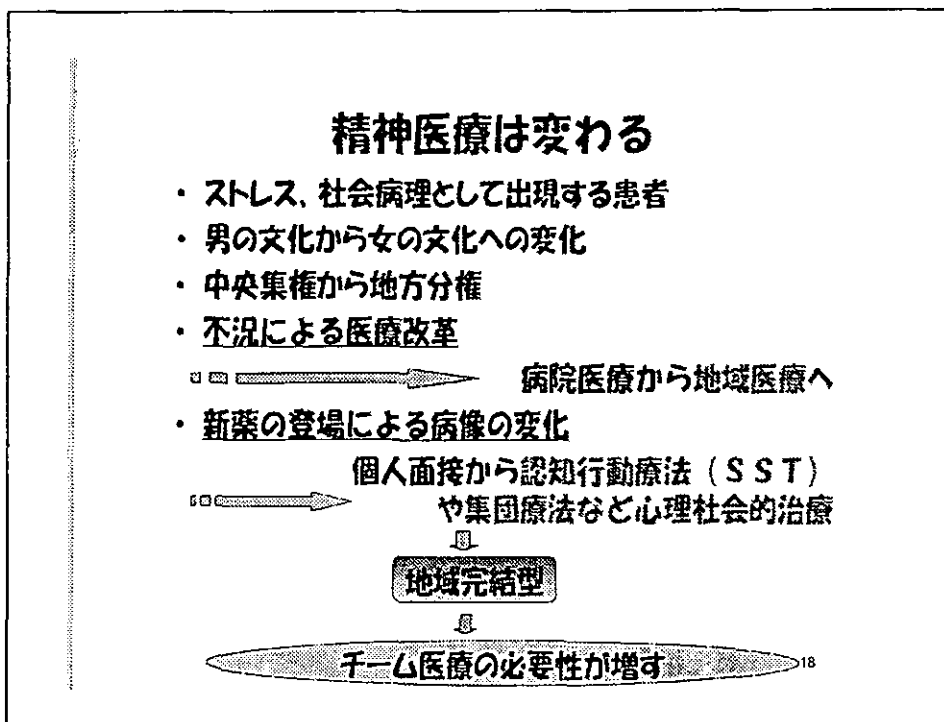 精神医療は変わる
・ストレス、社会病理として出現する患者
・男の文化から女の文化への変化
・中央集権から地方分権
・不況による医療改革
病院医療から地域医療へ
・新薬の登場による病像の変化
個人面接から認知行動療法（ＳＳＴ）
や集団療法など心理社会的治療
地域完結型
チーム医療の必要性が増す
18